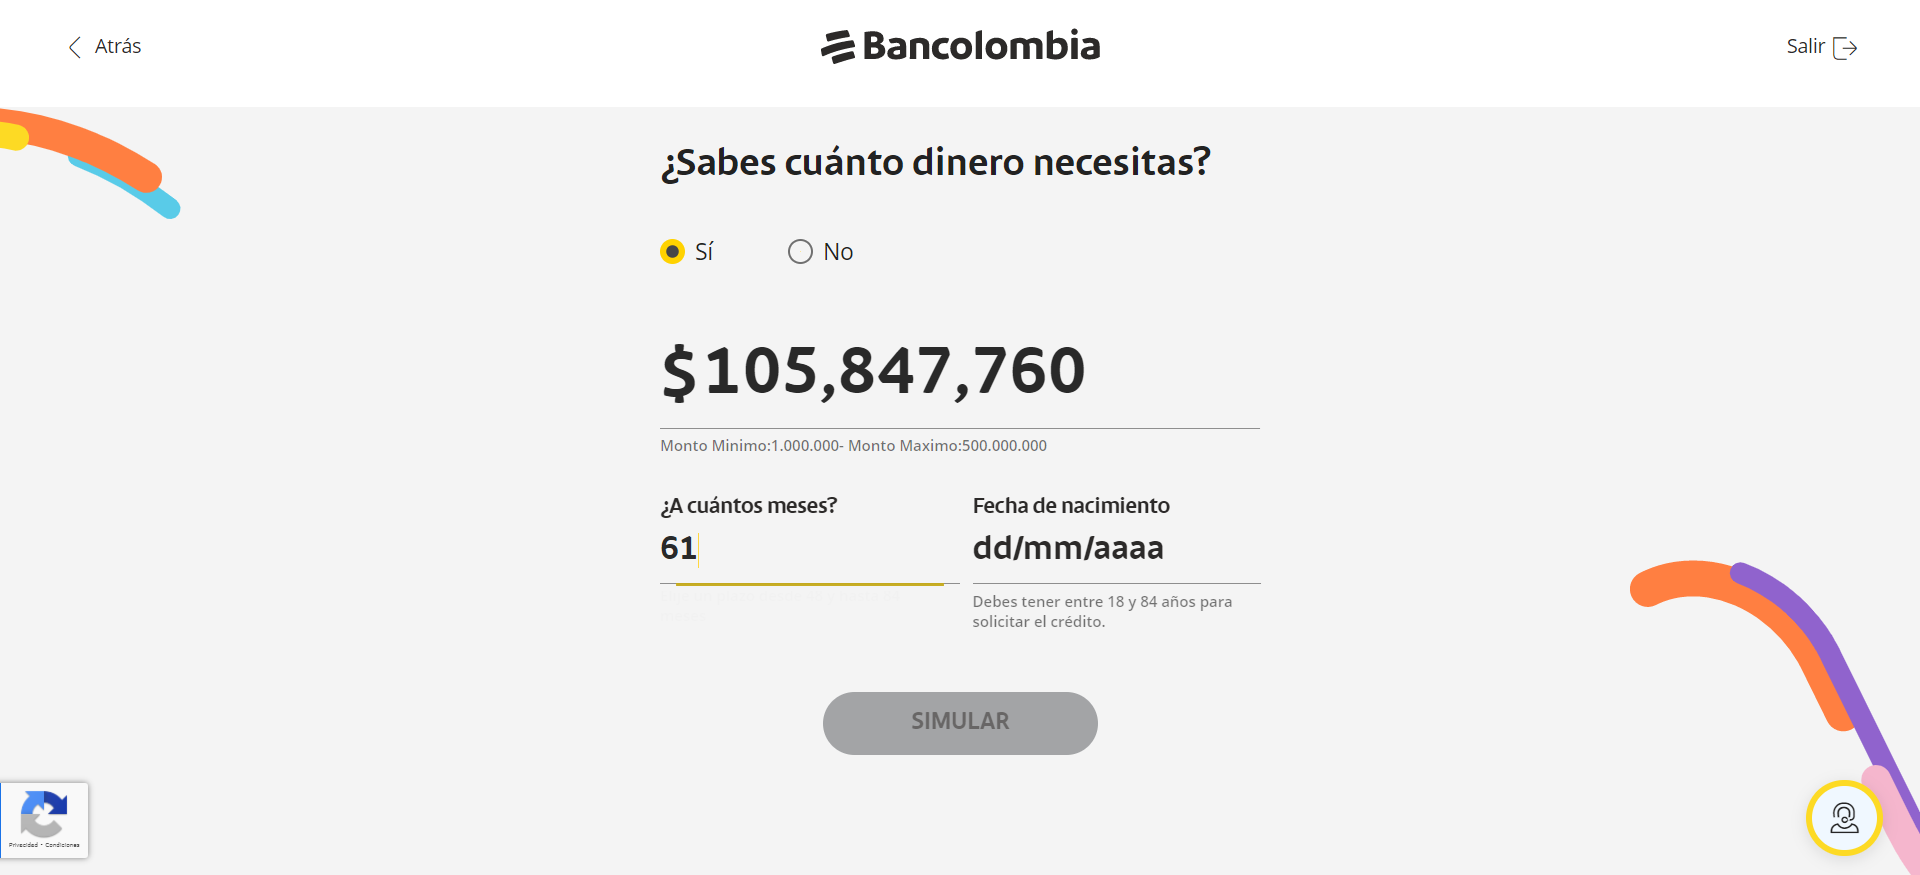 Atrás
Bancolombia
Salir
¿Sabes cuánto dinero necesitas?
Sí
No
$105,847,760
Monto Minimo:1.000.000- Monto Maximo:500.000.000
¿A cuántos meses?
61
Fecha de nacimiento
dd/mm/aaaa
Debes tener entre 18 y 84 años para
solicitar el crédito.
SIMULAR
Privacidad - Condiciones